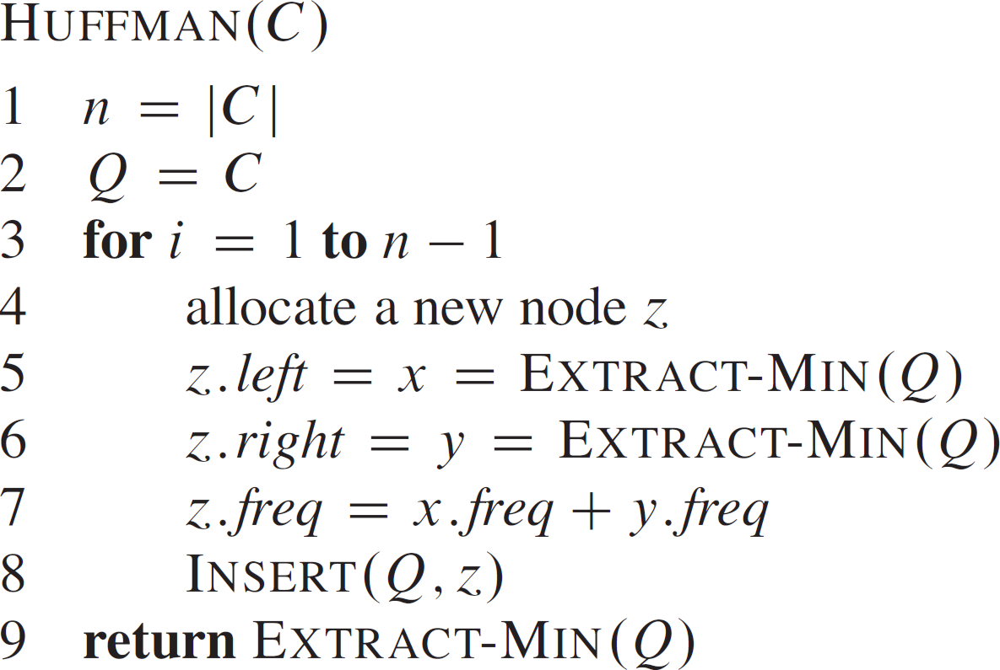 HUFFMAN(C)
1 n = |C|
2 Q = C
3 for i = 1 to n − 1
4 allocate a new node z
5 z.left = x = EXTRACT-MIN(Q)
6 z.right = y = EXTRACT-MIN(Q)
7 z.freq = x.freq + y.freq
8 INSERT(Q, z)
9 return EXTRACT-MIN(Q)